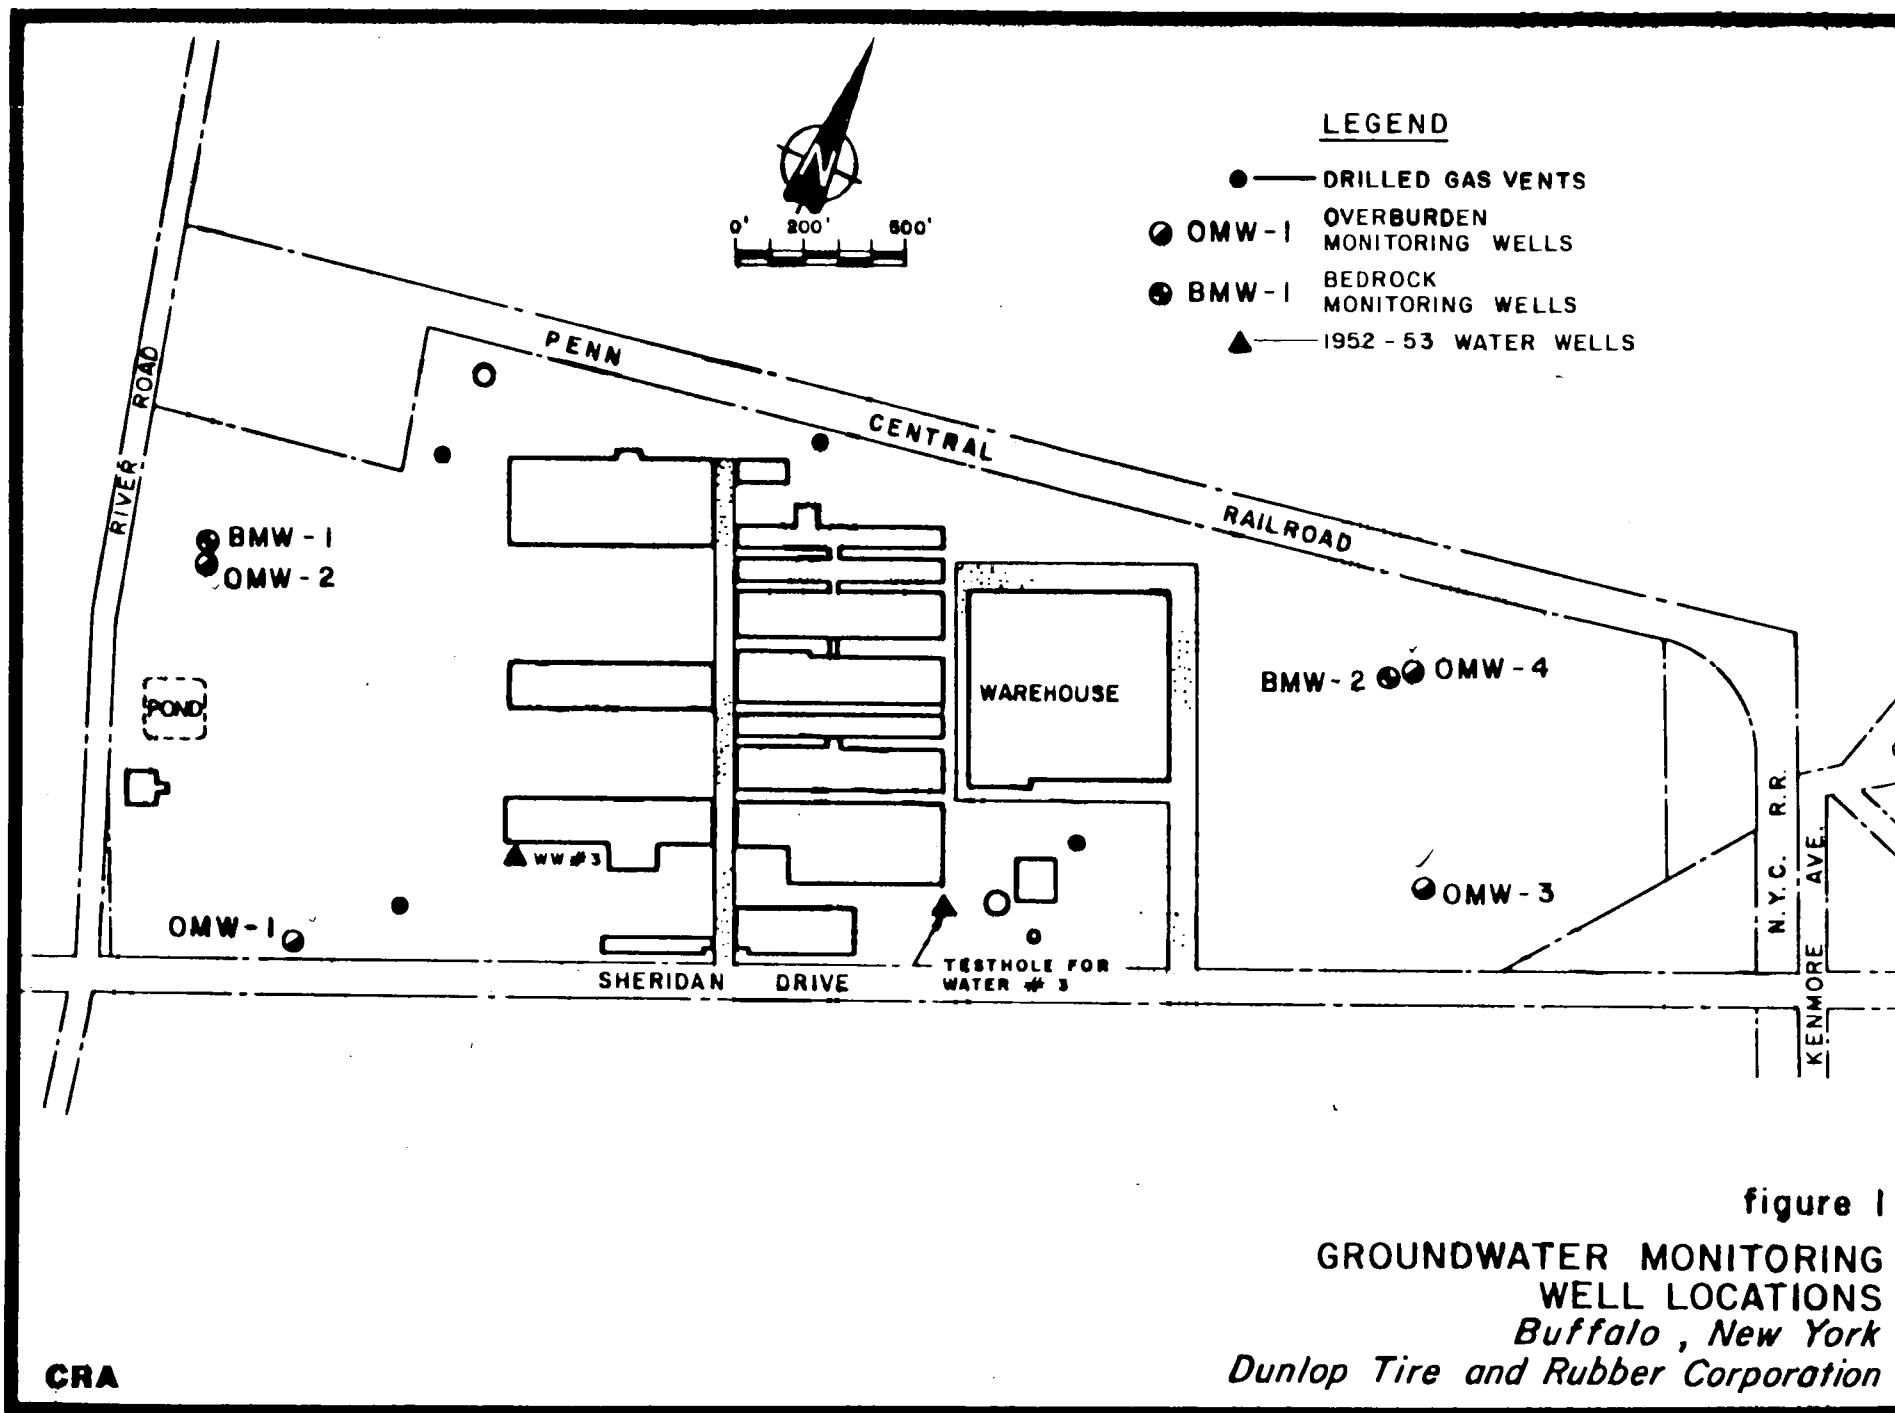 LEGEND
DRILLED GAS VENTS
OMW-1 OVERBURDEN
MONITORING WELLS
BMW-1 BEDROCK
MONITORING WELLS
1952-53 WATER WELLS
N
0' 200' 500'
PENN
CENTRAL
RAILROAD
RIVER ROAD
BMW-1
OMW-2
POND
WAREHOUSE
BMW-2
OMW-4
WW #3
OMW-3
OMW-1
TESTHOLE FOR
WATER #3
SHERIDAN DRIVE
N.Y.C. R.R.
KENMORE AVE.
figure 1
GROUNDWATER MONITORING
WELL LOCATIONS
Buffalo, New York
Dunlop Tire and Rubber Corporation
CRA